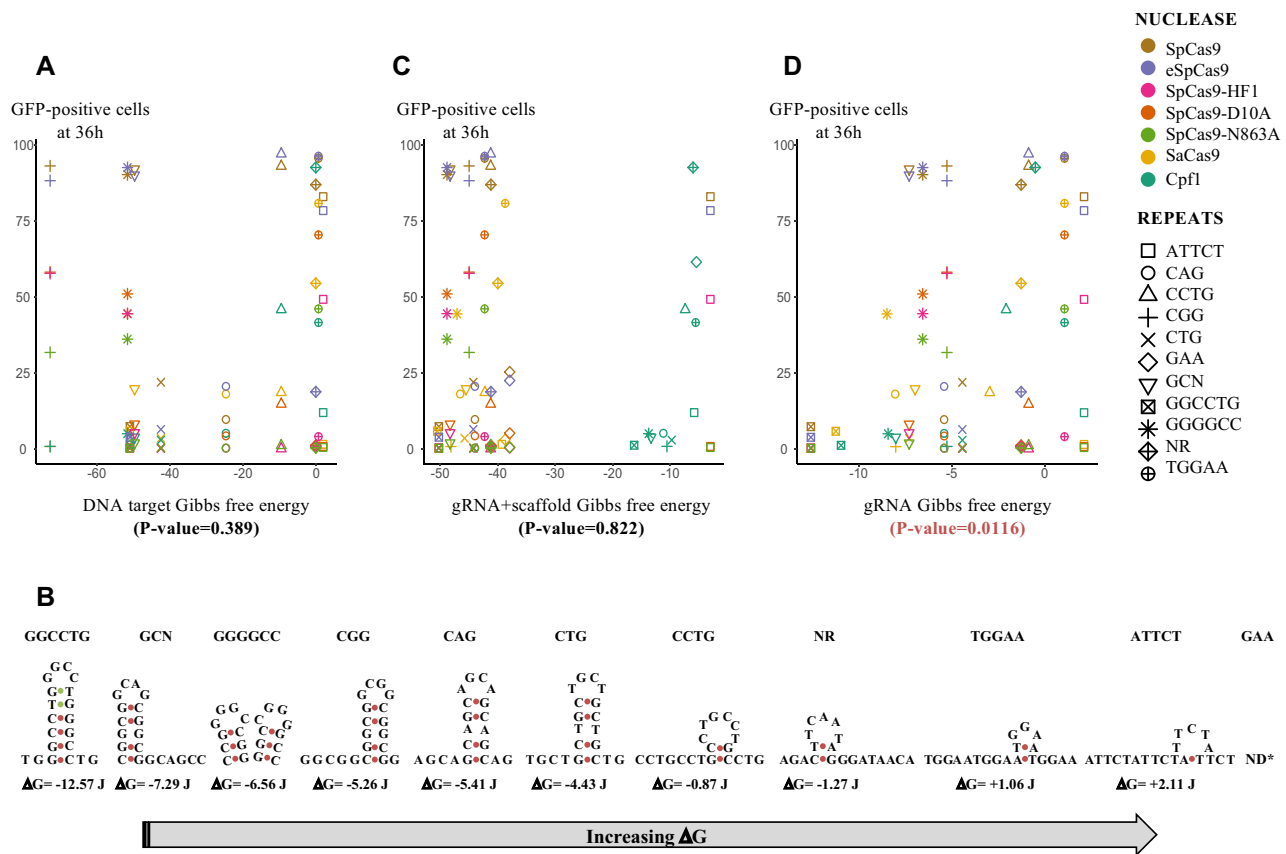 A
GFP-positive cells
at 36h
100
75
50
25
0
-60
-40
-20
0
DNA target Gibbs free energy
(P-value=0.389)
C
GFP-positive cells
at 36h
100
75
50
25
0
-50
-40
-30
-20
-10
gRNA+scaffold Gibbs free energy
(P-value=0.822)
D
GFP-positive cells
at 36h
100
75
50
25
0
-10
-5
0
gRNA Gibbs free energy
(P-value=0.0116)
NUCLEASE
SpCas9
eSpCas9
SpCas9-HF1
SpCas9-D10A
SpCas9-N863A
SaCas9
Cpf1
REPEATS
ATTCT
CAG
CCTG
CGG
CTG
GAA
GCN
GGCCTG
GGGGCC
NR
TGGAA
B
GGCCTG GCN GGGGCC CGG CAG CTG CCTG NR TGGAA ATTCT GAA
ND*
ΔG= -12.57 J ΔG= -7.29 J ΔG= -6.56 J ΔG= -5.26 J ΔG= -5.41 J ΔG= -4.43 J ΔG= -0.87 J ΔG= -1.27 J ΔG= +1.06 J ΔG= +2.11 J
Increasing ΔG